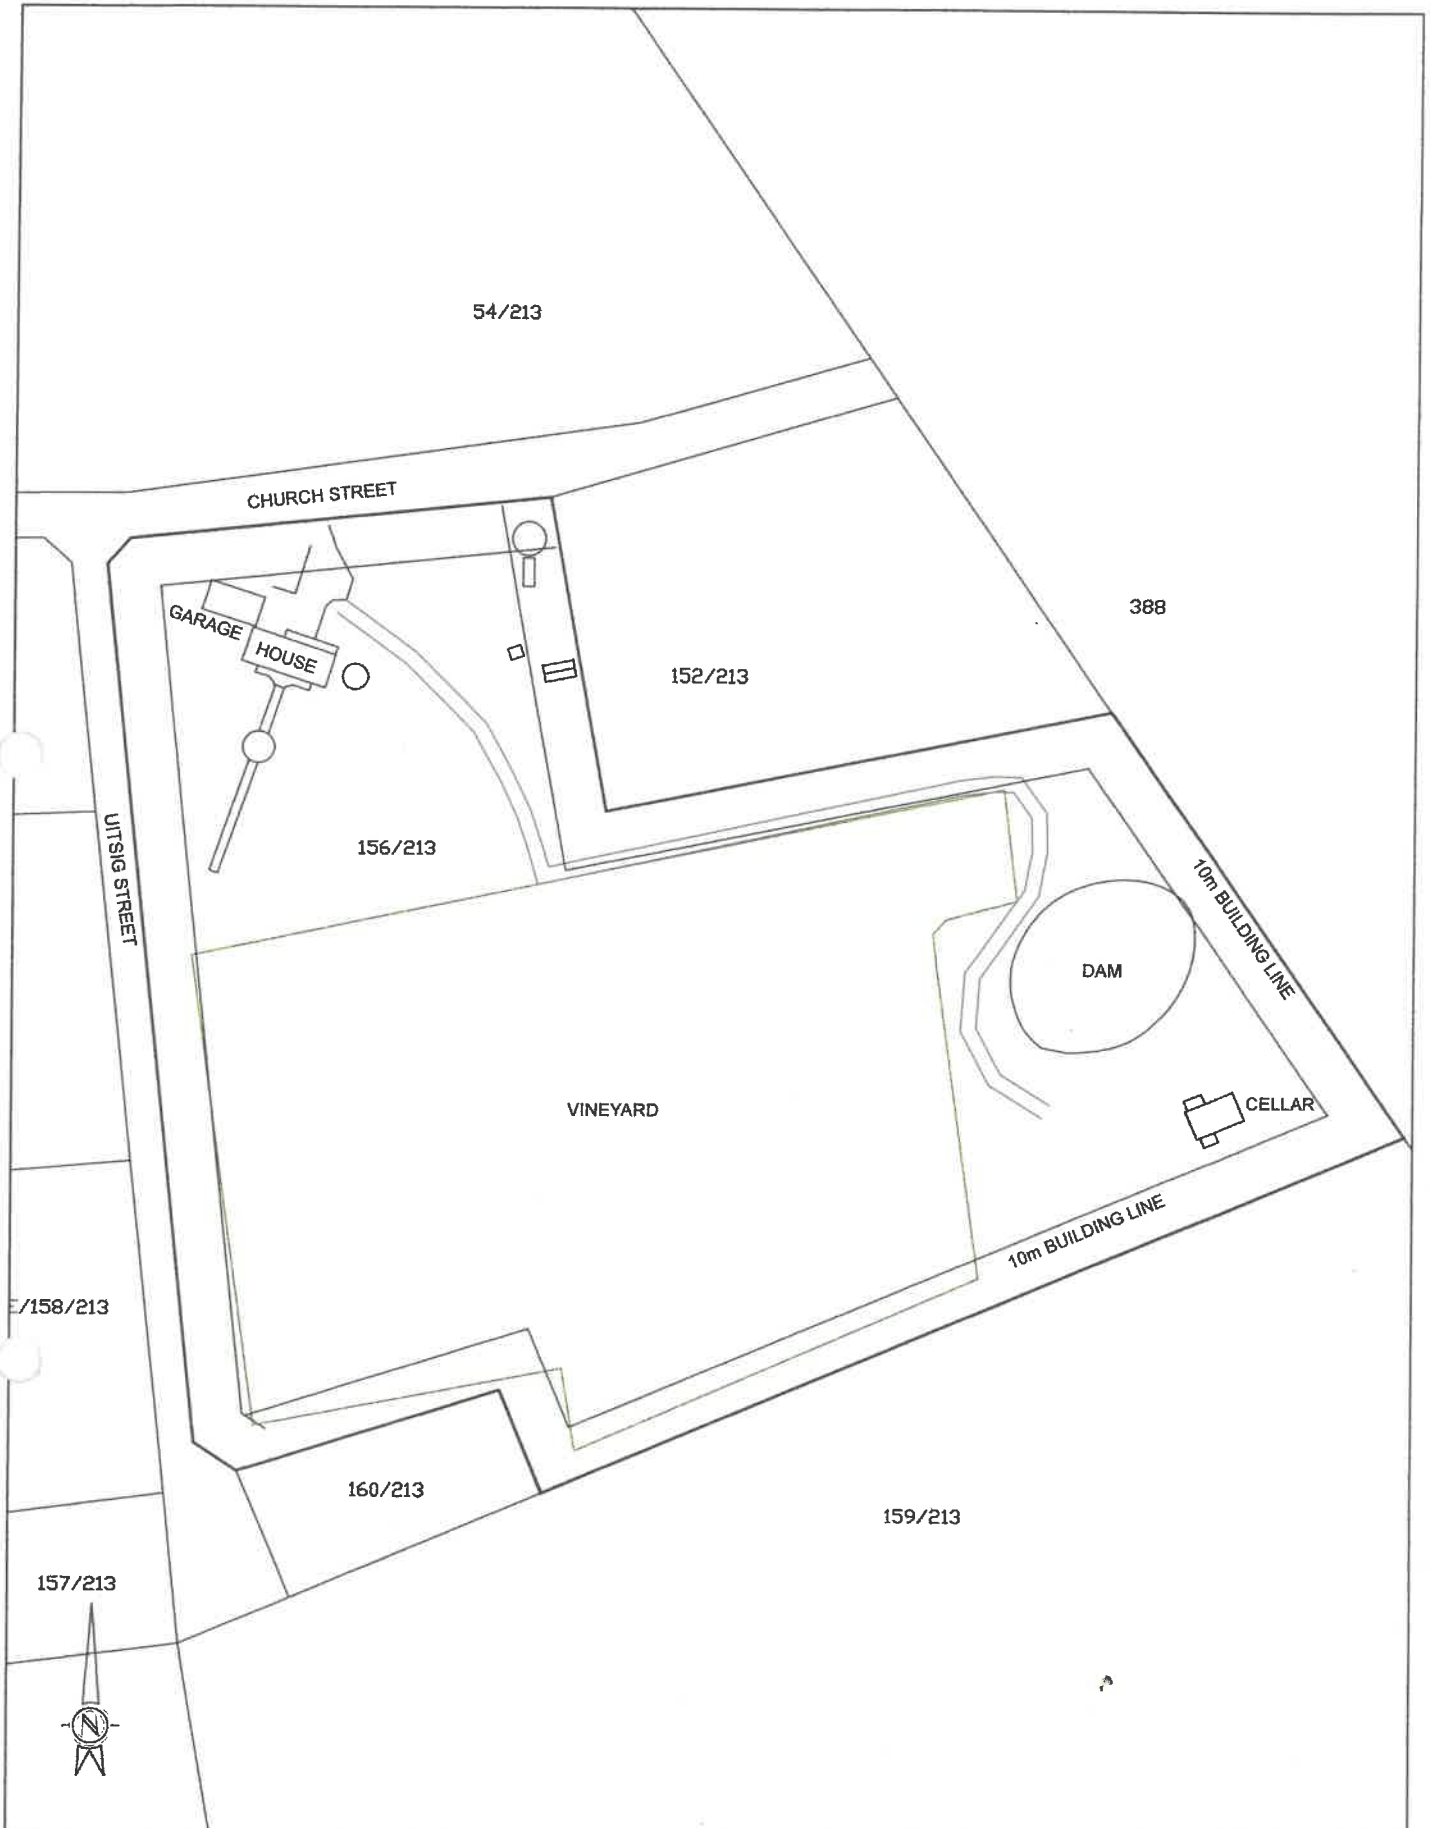 54/213
CHURCH STREET
388
GARAGE
HOUSE
152/213
UITSIG STREET
156/213
10m BUILDING LINE
DAM
VINEYARD
CELLAR
10m BUILDING LINE
/158/213
160/213
159/213
157/213
N